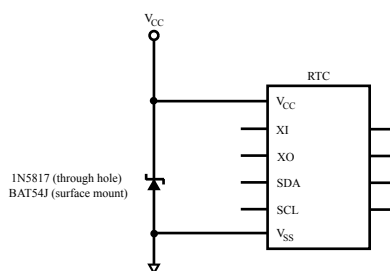 VCC
RTC
VCC
XI
XO
1N5817 (through hole)
BAT54J (surface mount)
SDA
SCL
VSS